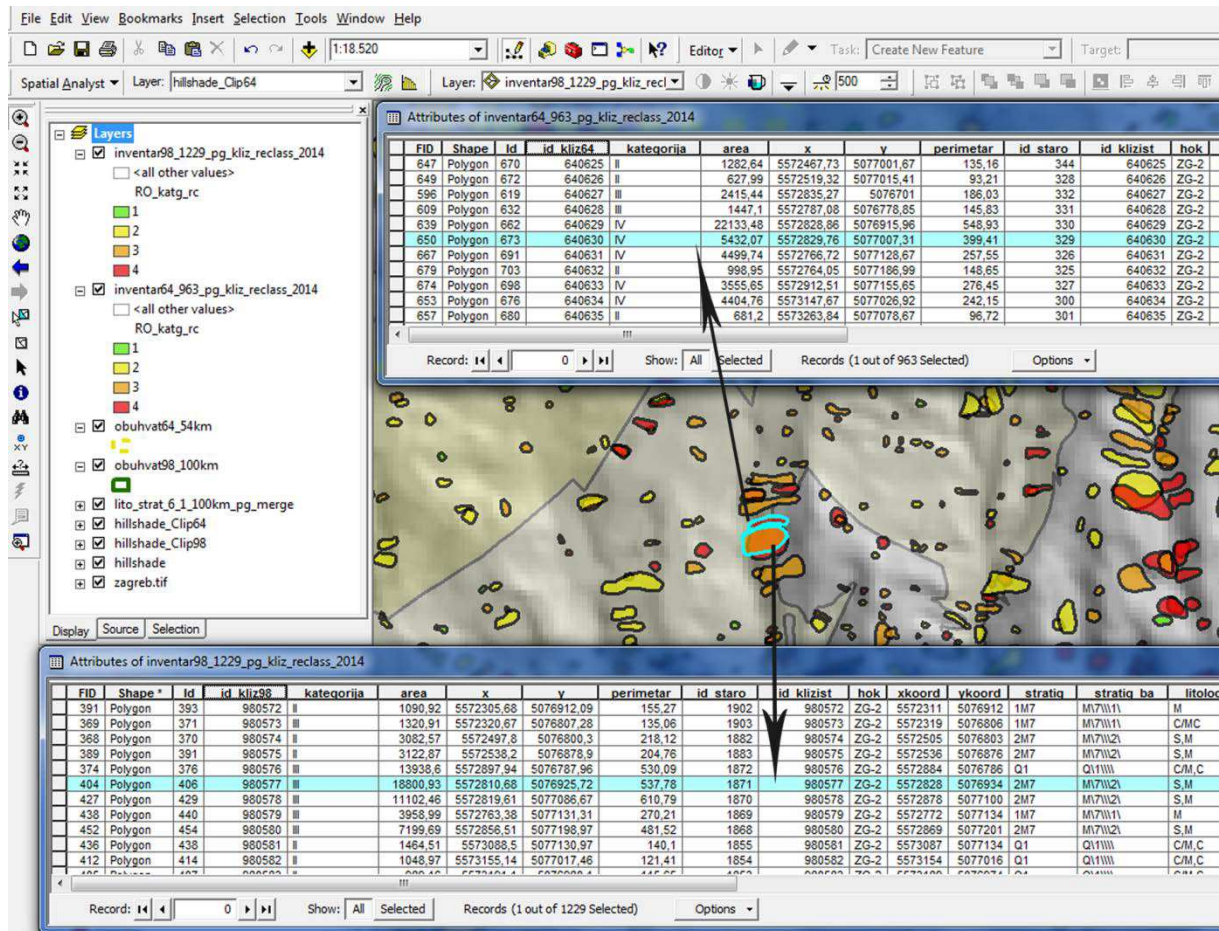 File Edit View Bookmarks Insert Selection Tools Window Help
1:18.520 Editor Task: Create New Feature Target:
Spatial Analyst Layer: hillshade_Clip64 Layer: inventar98_1229_pg_kliz_recl 500
Layers
inventar98_1229_pg_kliz_reclass_2014
<all other values>
RO_katg_rc
1
2
3
4
inventar64_963_pg_kliz_reclass_2014
<all other values>
RO_katg_rc
1
2
3
4
obuhvat64_54km
obuhvat98_100km
lito_strat_6_1_100km_pg_merge
hillshade_Clip64
hillshade_Clip98
hillshade
zagreb.tif
Display Source Selection
Attributes of inventar64_963_pg_kliz_reclass_2014
FID Shape Id id_kliz64 kategorija area x y perimetar id_staro id_klizist hok
647 Polygon 670 640625 II 1282,64 5572467,73 5077001,67 135,16 344 640625 ZG-2
649 Polygon 672 640626 II 627,99 5572519,32 5077015,41 93,21 328 640626 ZG-2
596 Polygon 619 640627 III 2415,44 5572835,27 5076701 186,03 332 640627 ZG-2
609 Polygon 632 640628 III 1447,1 5572787,08 5076778,85 145,83 331 640628 ZG-2
639 Polygon 662 640629 IV 22133,48 5572828,86 5076915,96 548,93 330 640629 ZG-2
650 Polygon 673 640630 IV 5432,07 5572829,76 5077007,31 399,41 329 640630 ZG-2
667 Polygon 691 640631 IV 4499,74 5572766,72 5077128,67 257,55 326 640631 ZG-2
679 Polygon 703 640632 II 998,95 5572764,05 5077186,99 148,65 325 640632 ZG-2
674 Polygon 698 640633 IV 3555,65 5572912,51 5077155,65 276,45 327 640633 ZG-2
653 Polygon 676 640634 IV 4404,76 5573147,67 5077026,92 242,15 300 640634 ZG-2
657 Polygon 680 640635 II 681,2 5573263,84 5077078,67 96,72 301 640635 ZG-2
Record: 0 Show: All Selected Records (1 out of 963 Selected) Options
Attributes of inventar98_1229_pg_kliz_reclass_2014
FID Shape * Id id_kliz98 kategorija area x y perimetar id_staro id_klizist hok xkoord ykoord stratig stratig_ba litoloc
391 Polygon 393 980572 II 1090,92 5572305,68 5076912,09 155,27 1902 980572 ZG-2 5572311 5076912 1M7 M\7\\\1\ M
369 Polygon 371 980573 III 1320,91 5572320,67 5076807,28 135,06 1903 980573 ZG-2 5572319 5076806 1M7 M\7\\\1\ C/MC
368 Polygon 370 980574 II 3082,57 5572497,8 5076800,3 218,12 1882 980574 ZG-2 5572505 5076803 2M7 M\7\\\2\ S,M
389 Polygon 391 980575 II 3122,87 5572538,2 5076878,9 204,76 1883 980575 ZG-2 5572536 5076876 2M7 M\7\\\2\ S,M
374 Polygon 376 980576 III 13938,6 5572897,94 5076787,96 530,09 1872 980576 ZG-2 5572884 5076786 Q1 Q\1\\\\ C/M,C
404 Polygon 406 980577 III 18800,93 5572810,68 5076925,72 537,78 1871 980577 ZG-2 5572828 5076934 2M7 M\7\\\2\ S,M
427 Polygon 429 980578 III 11102,46 5572819,61 5077086,67 610,79 1870 980578 ZG-2 5572878 5077100 2M7 M\7\\\2\ S,M
438 Polygon 440 980579 III 3958,99 5572763,38 5077131,31 270,21 1869 980579 ZG-2 5572772 5077134 1M7 M\7\\\1\ M
452 Polygon 454 980580 III 7199,69 5572856,51 5077198,97 481,52 1868 980580 ZG-2 5572869 5077201 2M7 M\7\\\2\ S,M
436 Polygon 438 980581 II 1464,51 5573088,5 5077130,97 140,1 1855 980581 ZG-2 5573087 5077134 Q1 Q\1\\\\ C/M,C
412 Polygon 414 980582 II 1048,97 5573155,14 5077017,46 121,41 1854 980582 ZG-2 5573154 5077016 Q1 Q\1\\\\ C/M,C
Record: 0 Show: All Selected Records (1 out of 1229 Selected) Options